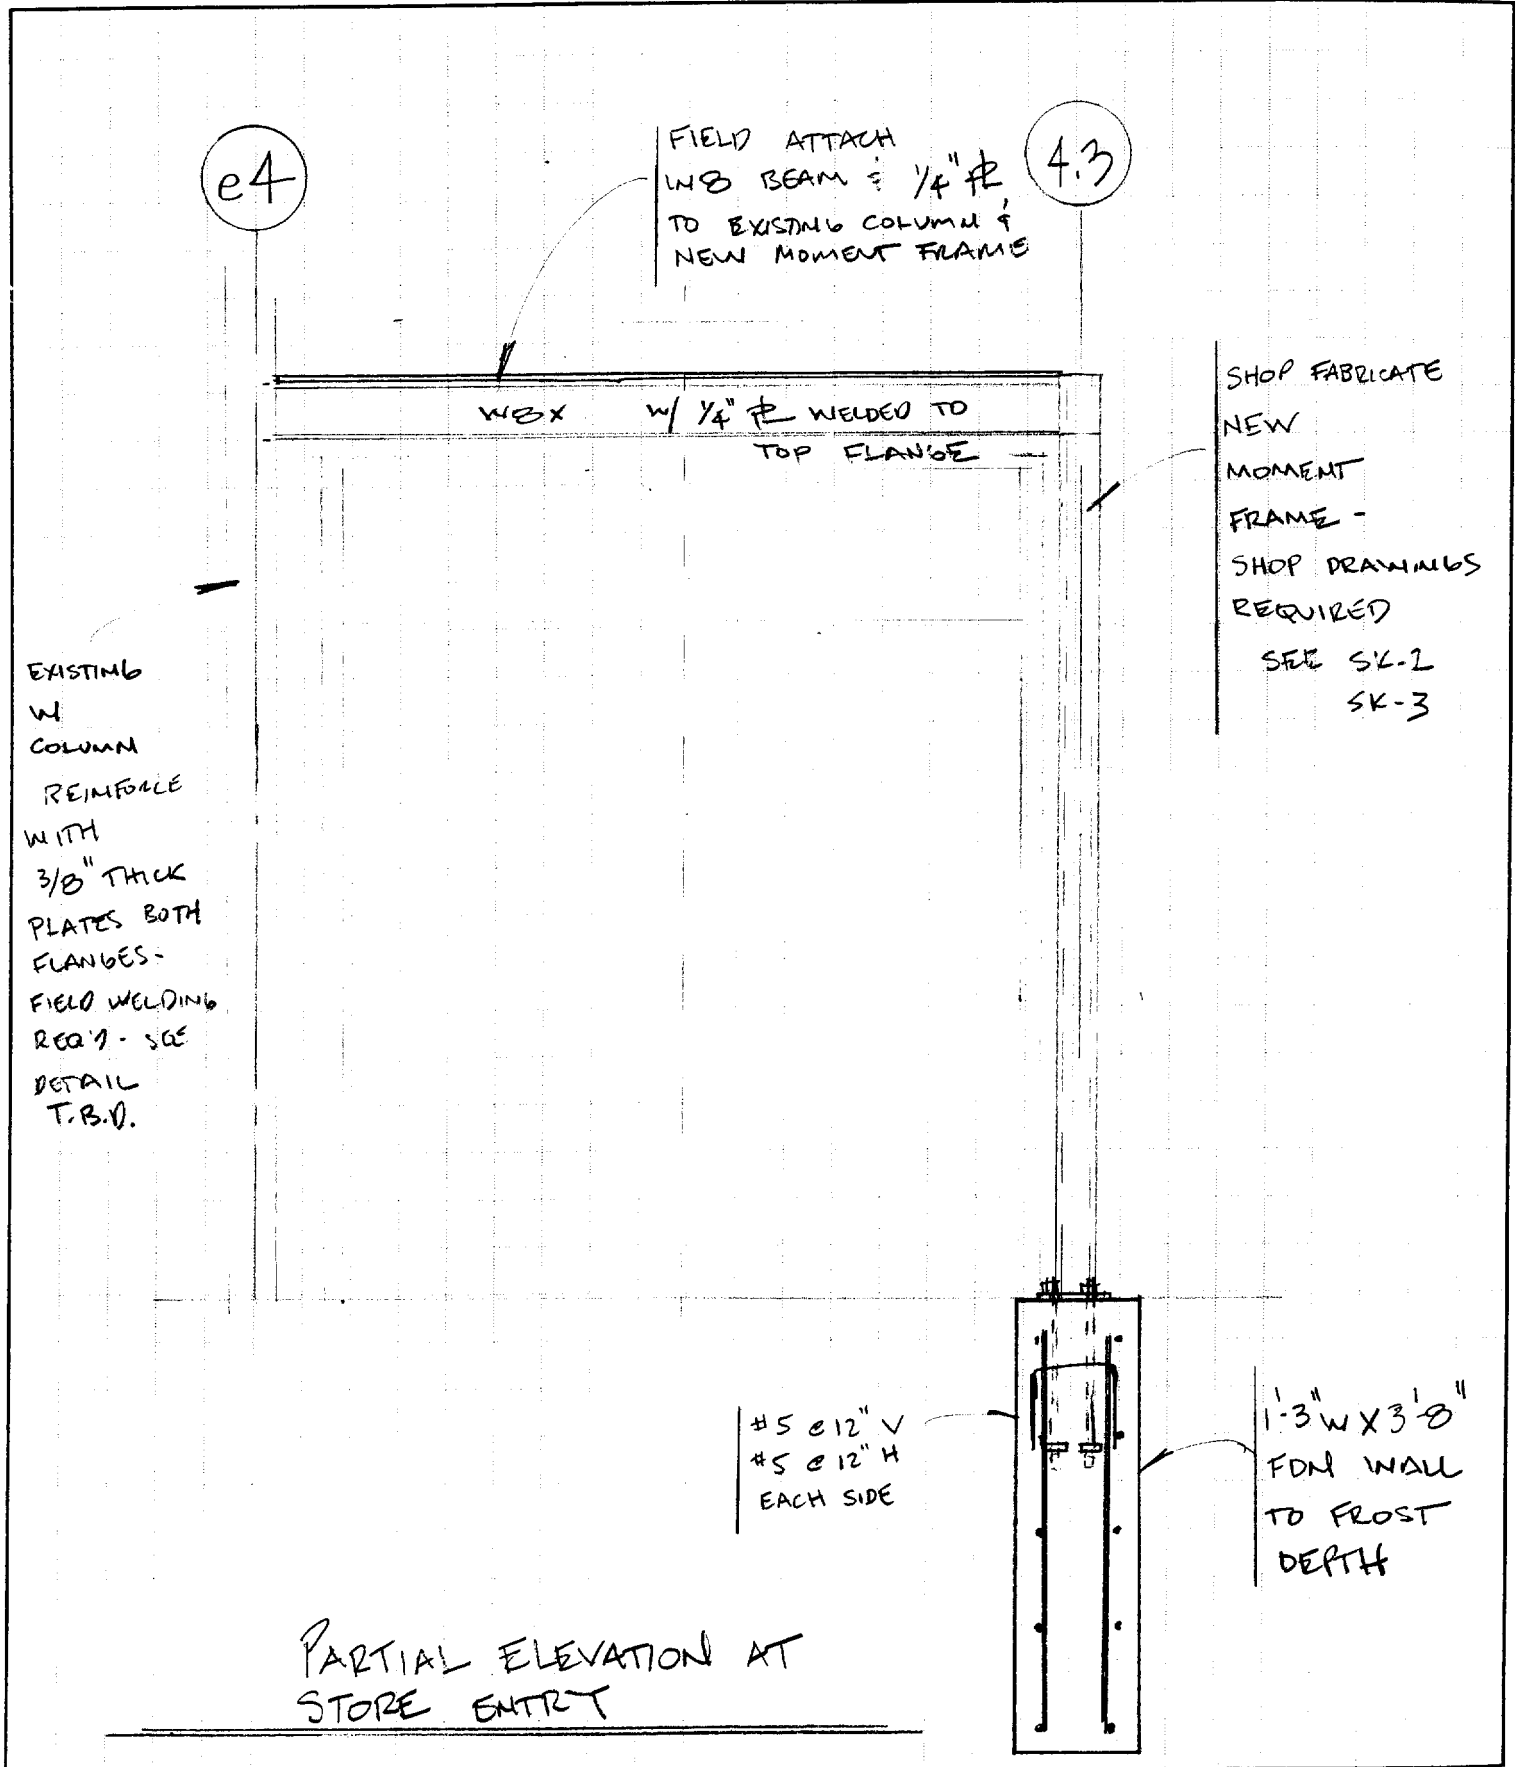 e4
FIELD ATTACH
W8 BEAM & 1/4" PL
TO EXISTING COLUMN &
NEW MOMENT FRAME
4.3
W8X w/ 1/4" PL WELDED TO
TOP FLANGE
SHOP FABRICATE
NEW
MOMENT
FRAME -
SHOP DRAWINGS
REQUIRED
SEE SK-2
SK-3
EXISTING
W
COLUMN
REINFORCE
WITH
3/8" THICK
PLATES BOTH
FLANGES-
FIELD WELDING
REQ'D - SEE
DETAIL
T.B.D.
#5 @ 12" V
#5 @ 12" H
EACH SIDE
1'-3" W X 3'-8"
FDN WALL
TO FROST
DEPTH
PARTIAL ELEVATION AT
STORE ENTRY